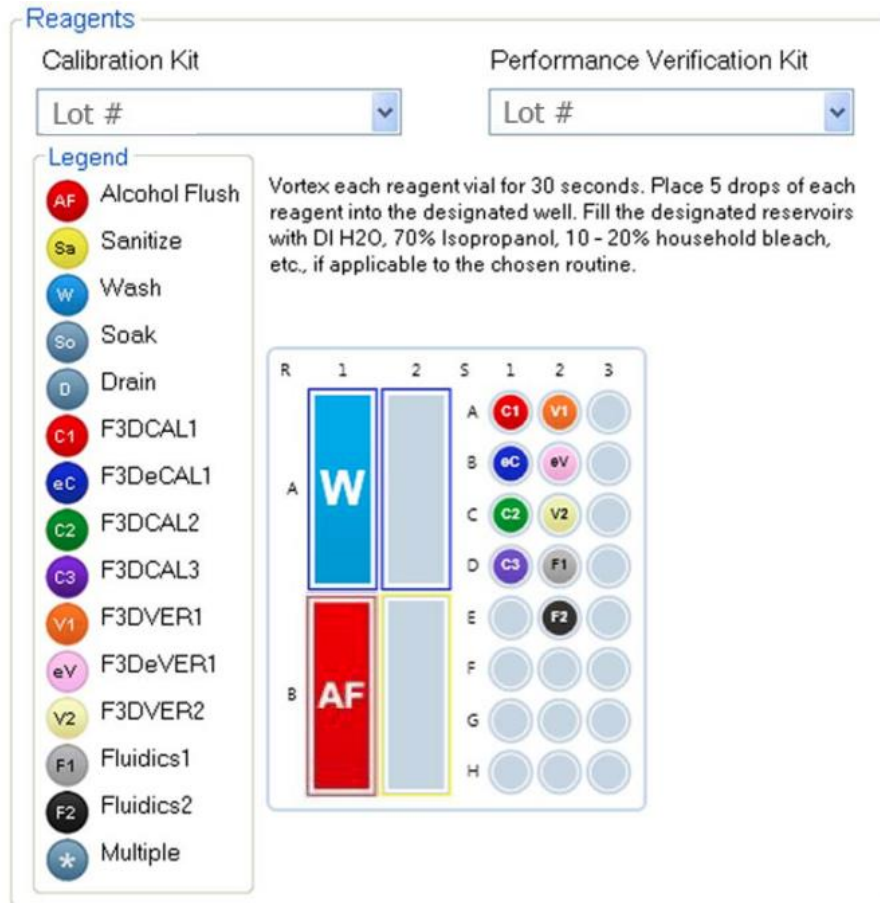 Reagents
Calibration Kit
Performance Verification Kit
Lot #
Lot #
Legend
AF Alcohol Flush
Sa Sanitize
W Wash
So Soak
D Drain
C1 F3DCAL1
eC F3DeCAL1
C2 F3DCAL2
C3 F3DCAL3
V1 F3DVER1
eV F3DeVER1
V2 F3DVER2
F1 Fluidics1
F2 Fluidics2
* Multiple
Vortex each reagent vial for 30 seconds. Place 5 drops of each
reagent into the designated well. Fill the designated reservoirs
with DI H2O, 70% Isopropanol, 10 - 20% household bleach,
etc., if applicable to the chosen routine.
R 1 2 S 1 2 3
A C1 V1
B eC eV
A W
C C2 V2
D C3 F1
E F2
F
B AF
G
H